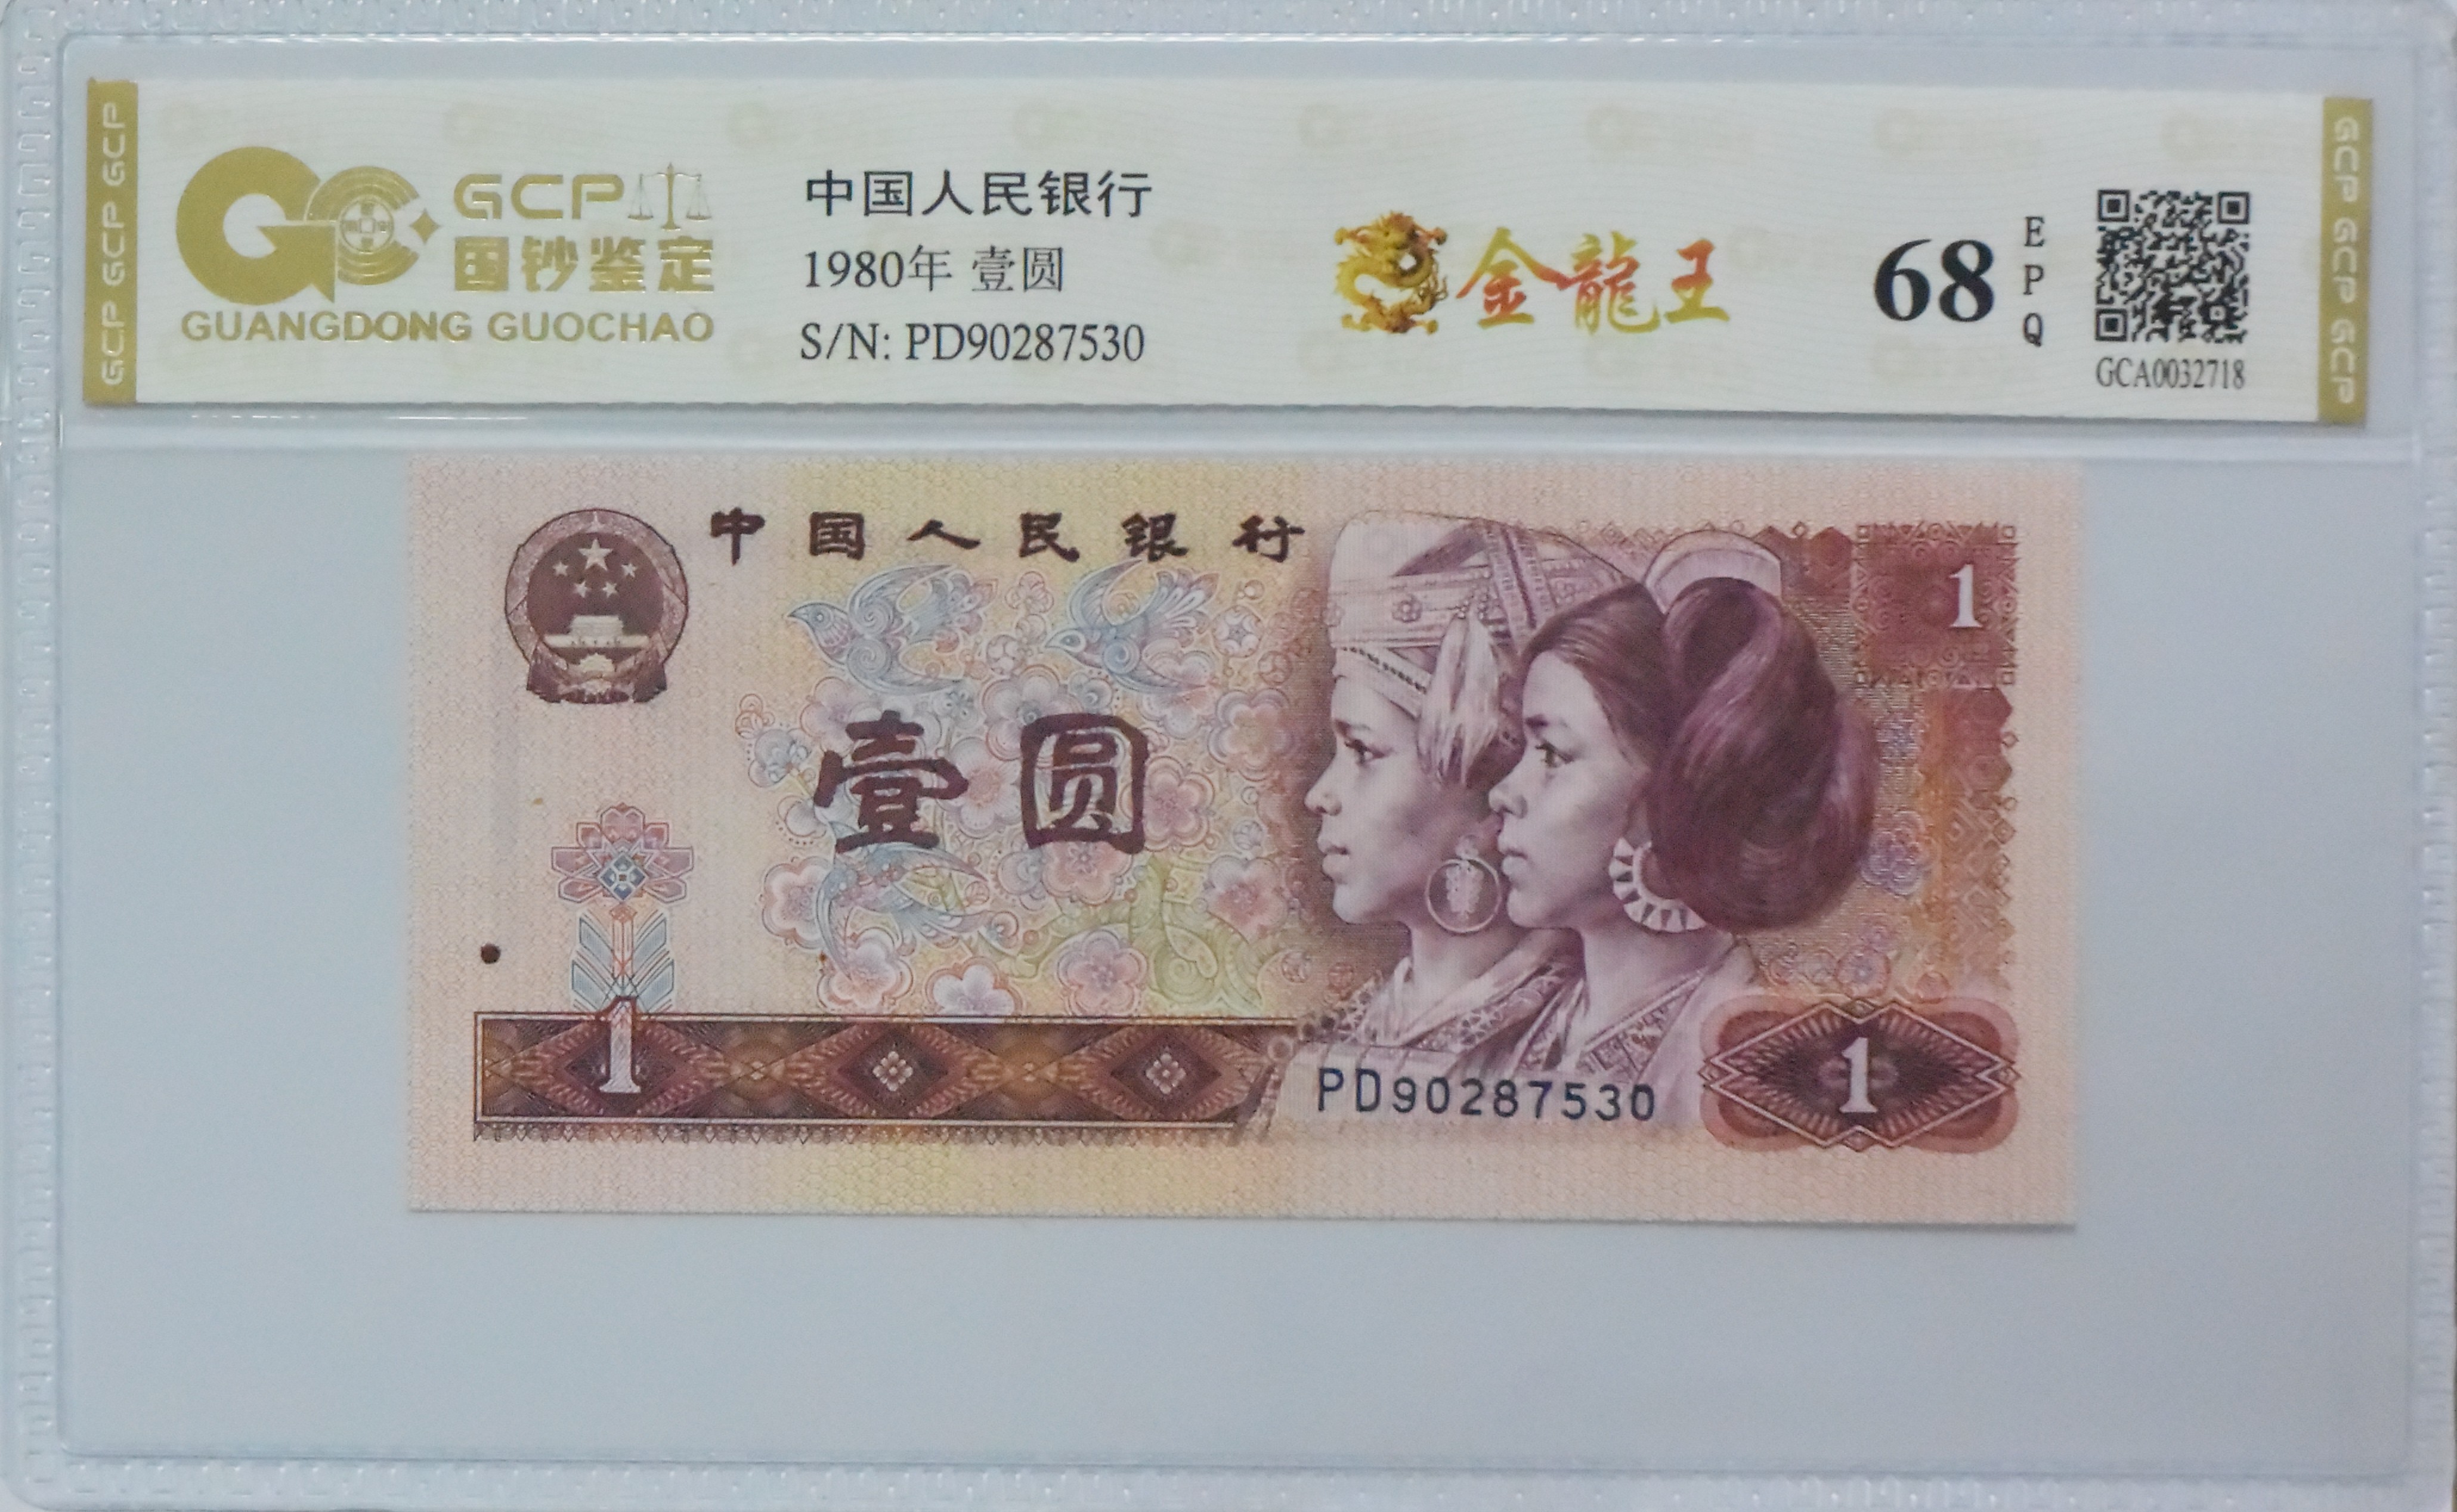 GCP GCP GCP
GCP
国钞鉴定
GUANGDONG GUOCHAO
中国人民银行
1980年 壹圆
S/N: PD90287530
金龍王
68
E
P
Q
GCA0032718
GCP GCP GCP
中国人民银行
1
壹圆
1
PD90287530
1